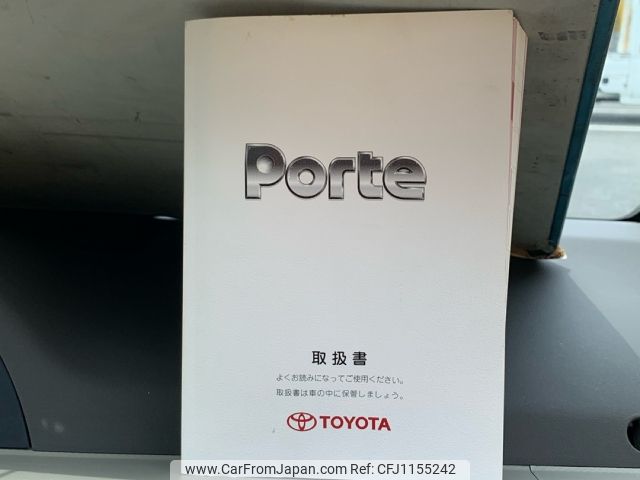 Porte
取扱書
よくお読みになってご使用ください。
取扱書は車の中に保管しましょう。
TOYOTA
www.CarFromJapan.com CFJ1155242